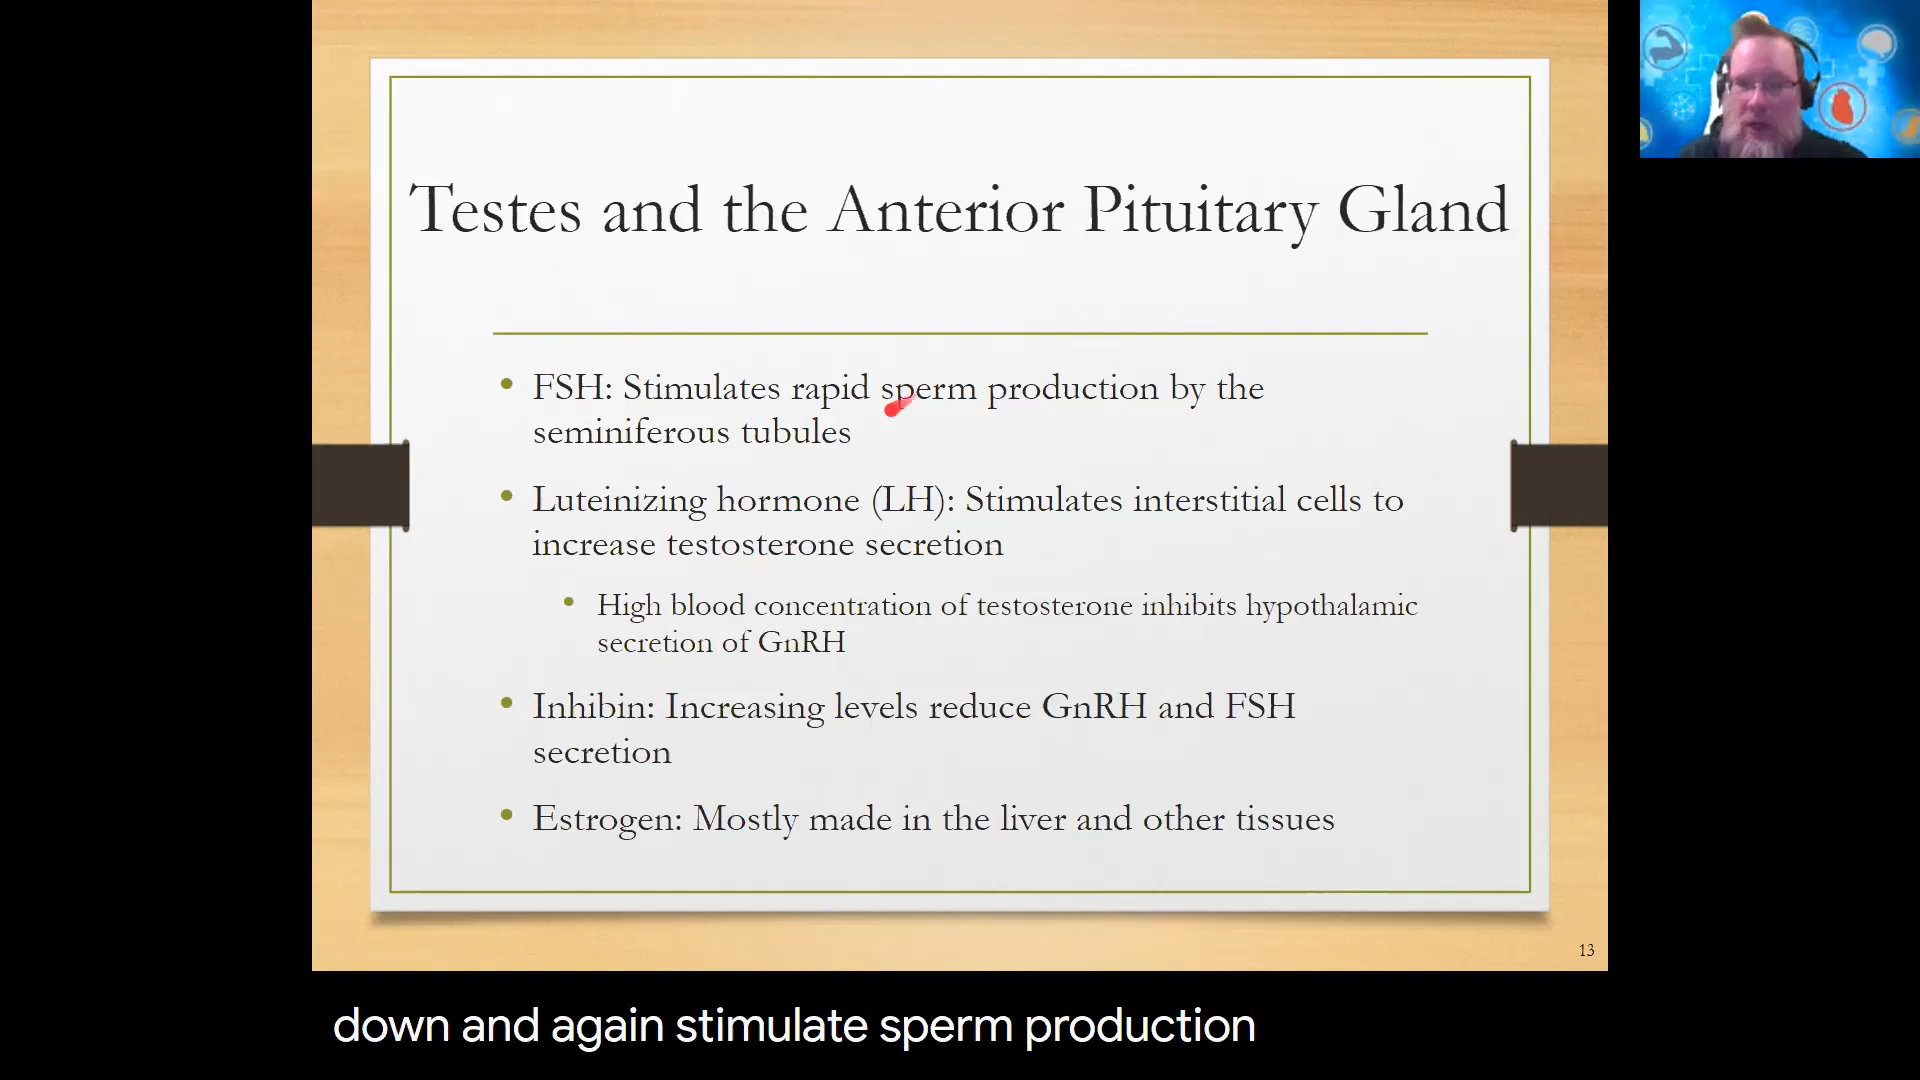 Testes and the Anterior Pituitary Gland
• FSH: Stimulates rapid sperm production by the
seminiferous tubules
• Luteinizing hormone (LH): Stimulates interstitial cells to
increase testosterone secretion
• High blood concentration of testosterone inhibits hypothalamic
secretion of GnRH
• Inhibin: Increasing levels reduce GnRH and FSH
secretion
• Estrogen: Mostly made in the liver and other tissues
13
down and again stimulate sperm production